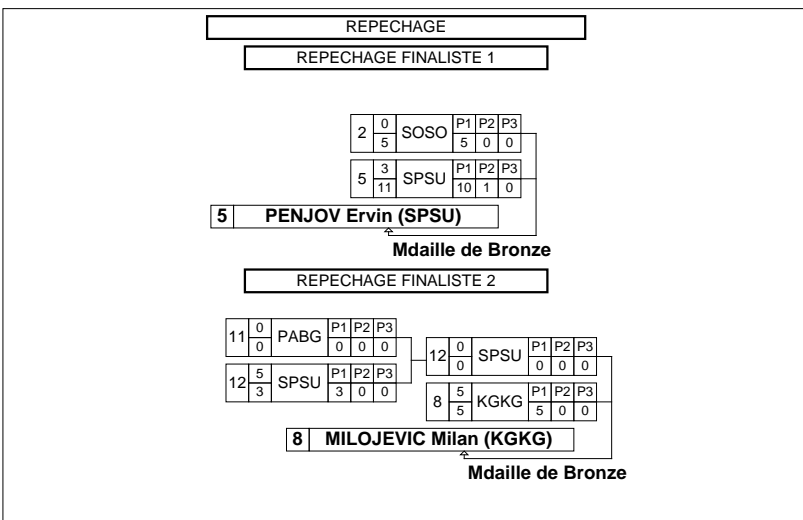 REPECHAGE
REPECHAGE FINALISTE 1
2 0 SOSO P1 P2 P3
5 5 0 0
5 3 SPSU P1 P2 P3
11 10 1 0
5 PENJOV Ervin (SPSU)
Mdaille de Bronze
REPECHAGE FINALISTE 2
11 0 PABG P1 P2 P3
0 0 0 0
12 5 SPSU P1 P2 P3
3 3 0 0
12 0 SPSU P1 P2 P3
0 0 0 0
8 5 KGKG P1 P2 P3
5 5 0 0
8 MILOJEVIC Milan (KGKG)
Mdaille de Bronze